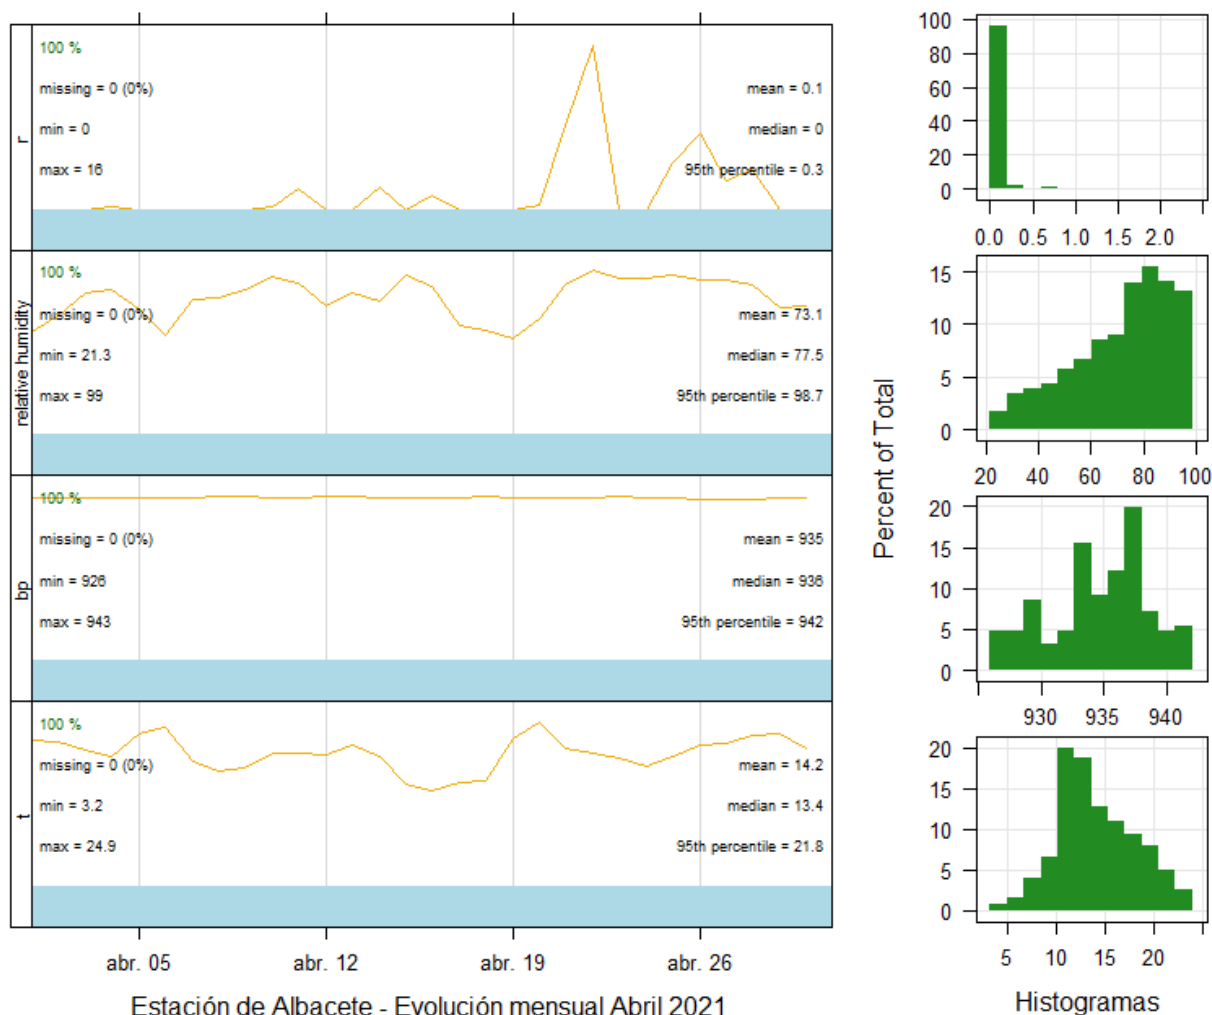 r
100 %
missing = 0 (0%)
min = 0
max = 16
mean = 0.1
median = 0
95th percentile = 0.3
relative humidity
100 %
missing = 0 (0%)
min = 21.3
max = 99
mean = 73.1
median = 77.5
95th percentile = 98.7
bp
100 %
missing = 0 (0%)
min = 926
max = 943
mean = 935
median = 936
95th percentile = 942
t
100 %
missing = 0 (0%)
min = 3.2
max = 24.9
mean = 14.2
median = 13.4
95th percentile = 21.8
abr. 05 abr. 12 abr. 19 abr. 26
Estación de Albacete - Evolución mensual Abril 2021
Percent of Total
100
80
60
40
20
0
0.0 0.5 1.0 1.5 2.0
15
10
5
0
20 40 60 80 100
20
15
10
5
0
930 935 940
20
15
10
5
0
5 10 15 20
Histogramas